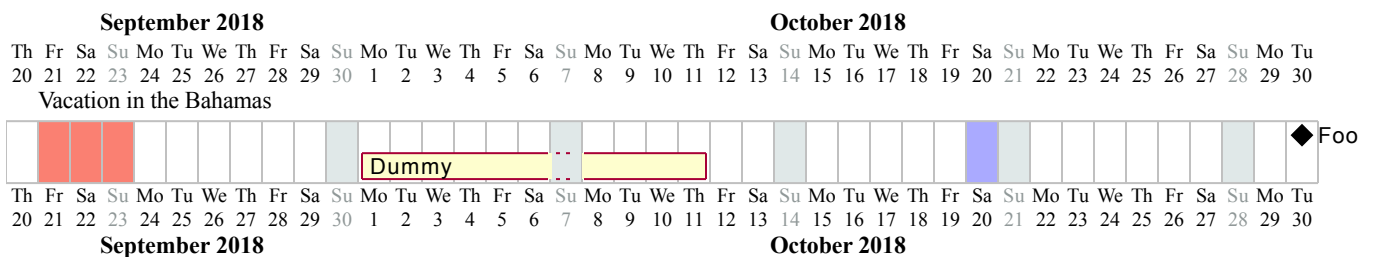 September 2018 October 2018
Th Fr Sa Su Mo Tu We Th Fr Sa Su Mo Tu We Th Fr Sa Su Mo Tu We Th Fr Sa Su Mo Tu We Th Fr Sa Su Mo Tu We Th Fr Sa Su Mo Tu
20 21 22 23 24 25 26 27 28 29 30 1 2 3 4 5 6 7 8 9 10 11 12 13 14 15 16 17 18 19 20 21 22 23 24 25 26 27 28 29 30
Vacation in the Bahamas
Foo
Dummy
Th Fr Sa Su Mo Tu We Th Fr Sa Su Mo Tu We Th Fr Sa Su Mo Tu We Th Fr Sa Su Mo Tu We Th Fr Sa Su Mo Tu We Th Fr Sa Su Mo Tu
20 21 22 23 24 25 26 27 28 29 30 1 2 3 4 5 6 7 8 9 10 11 12 13 14 15 16 17 18 19 20 21 22 23 24 25 26 27 28 29 30
September 2018 October 2018